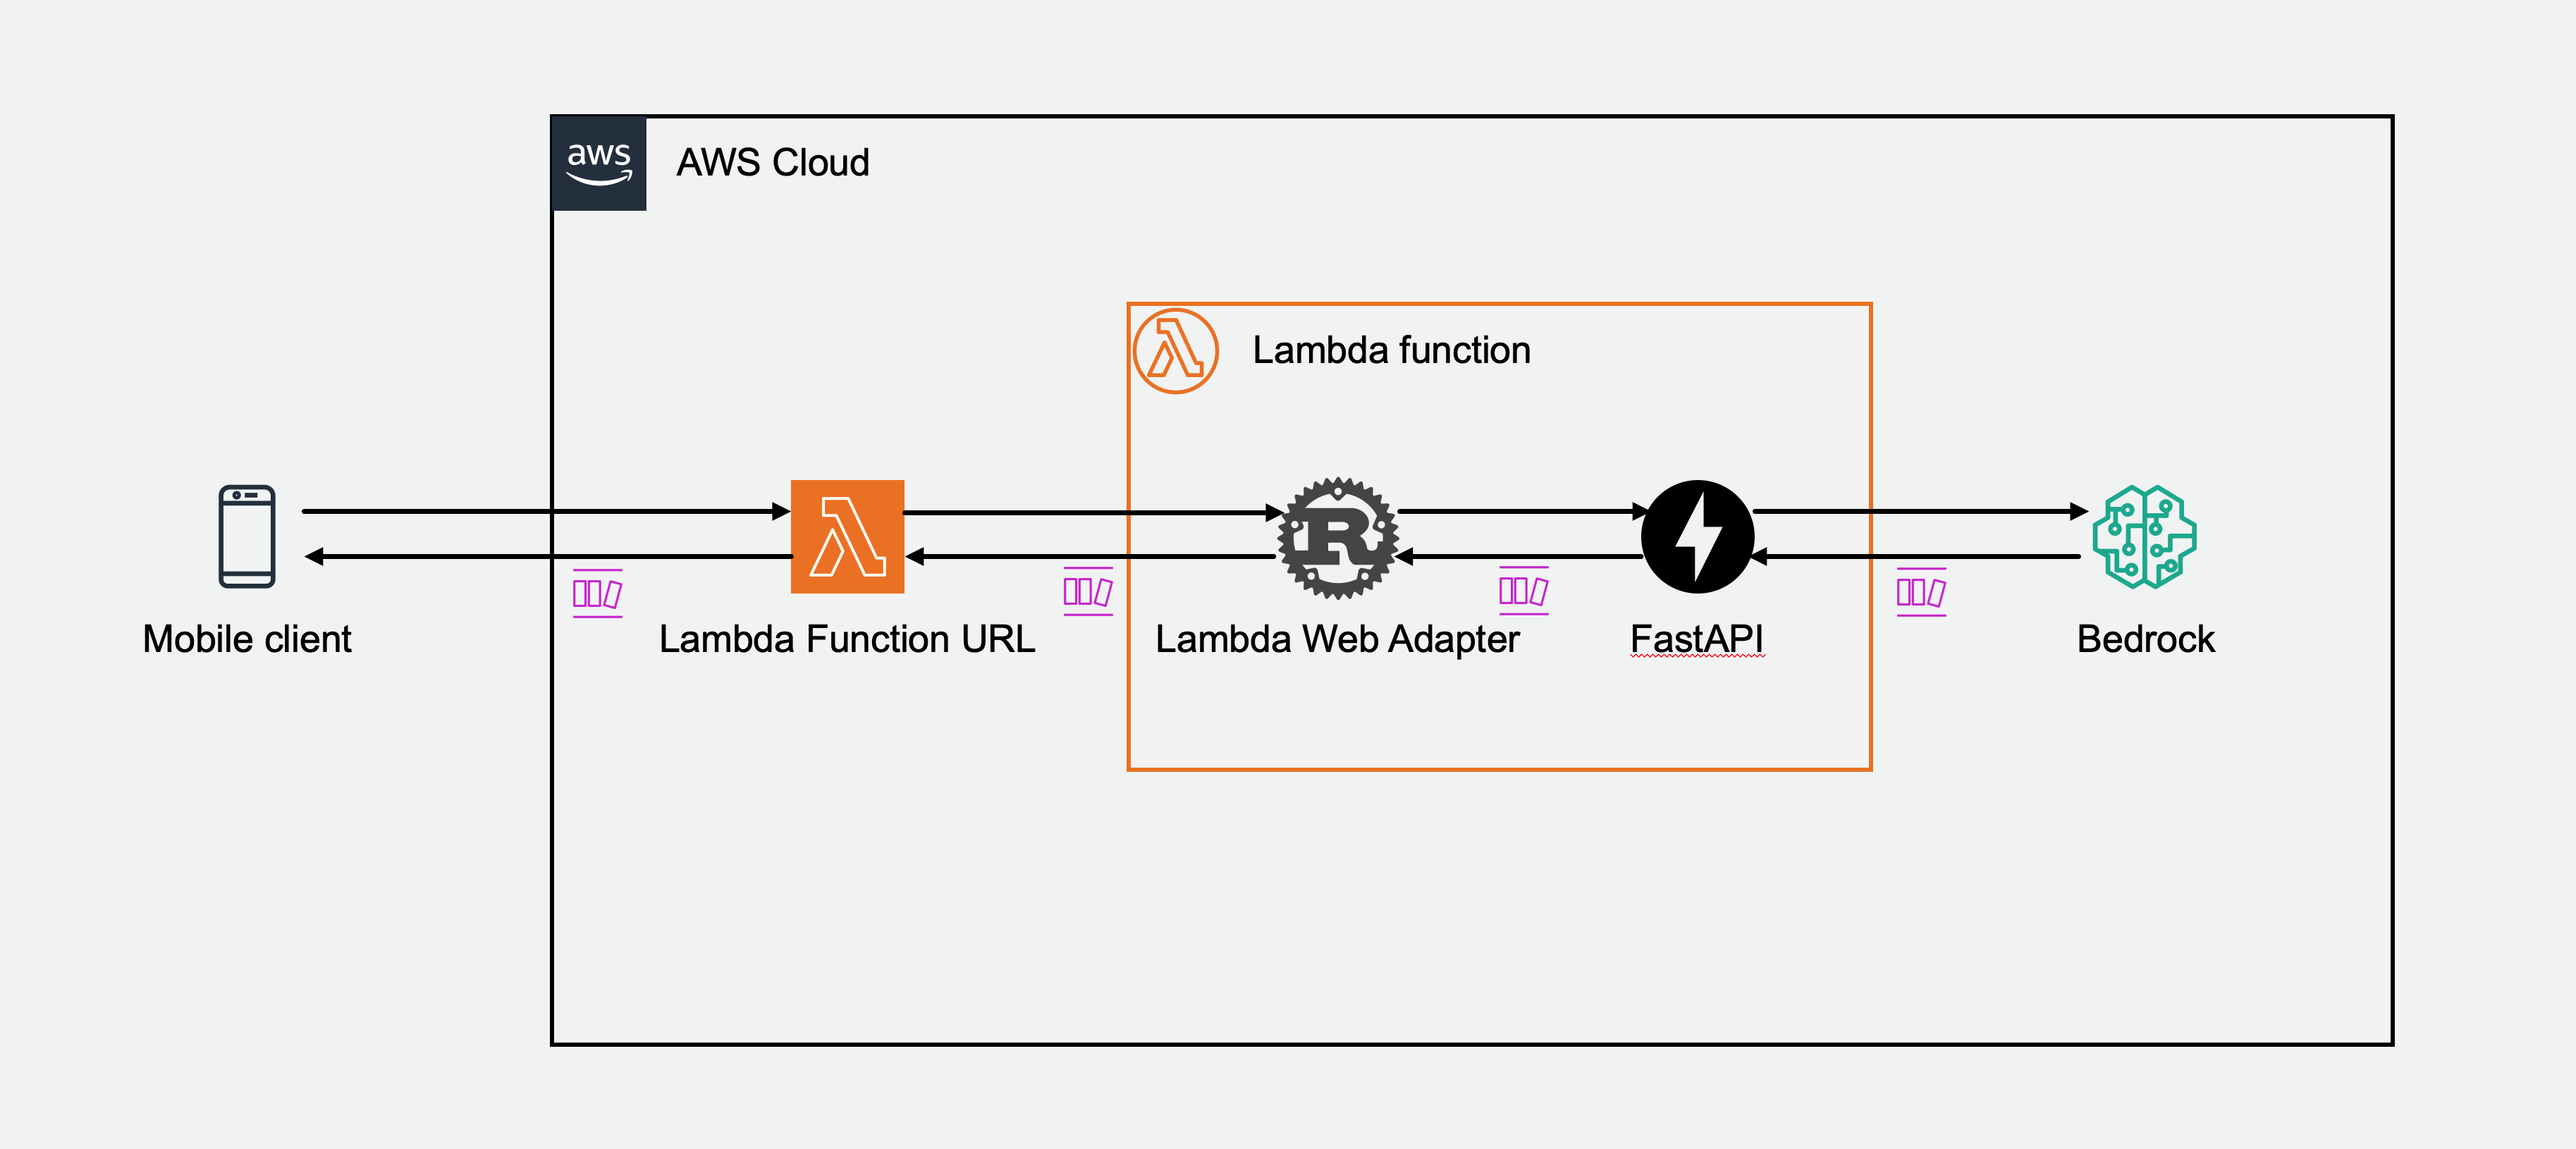 aws
AWS Cloud
Lambda function
Mobile client
Lambda Function URL
R
Lambda Web Adapter
FastAPI
Bedrock